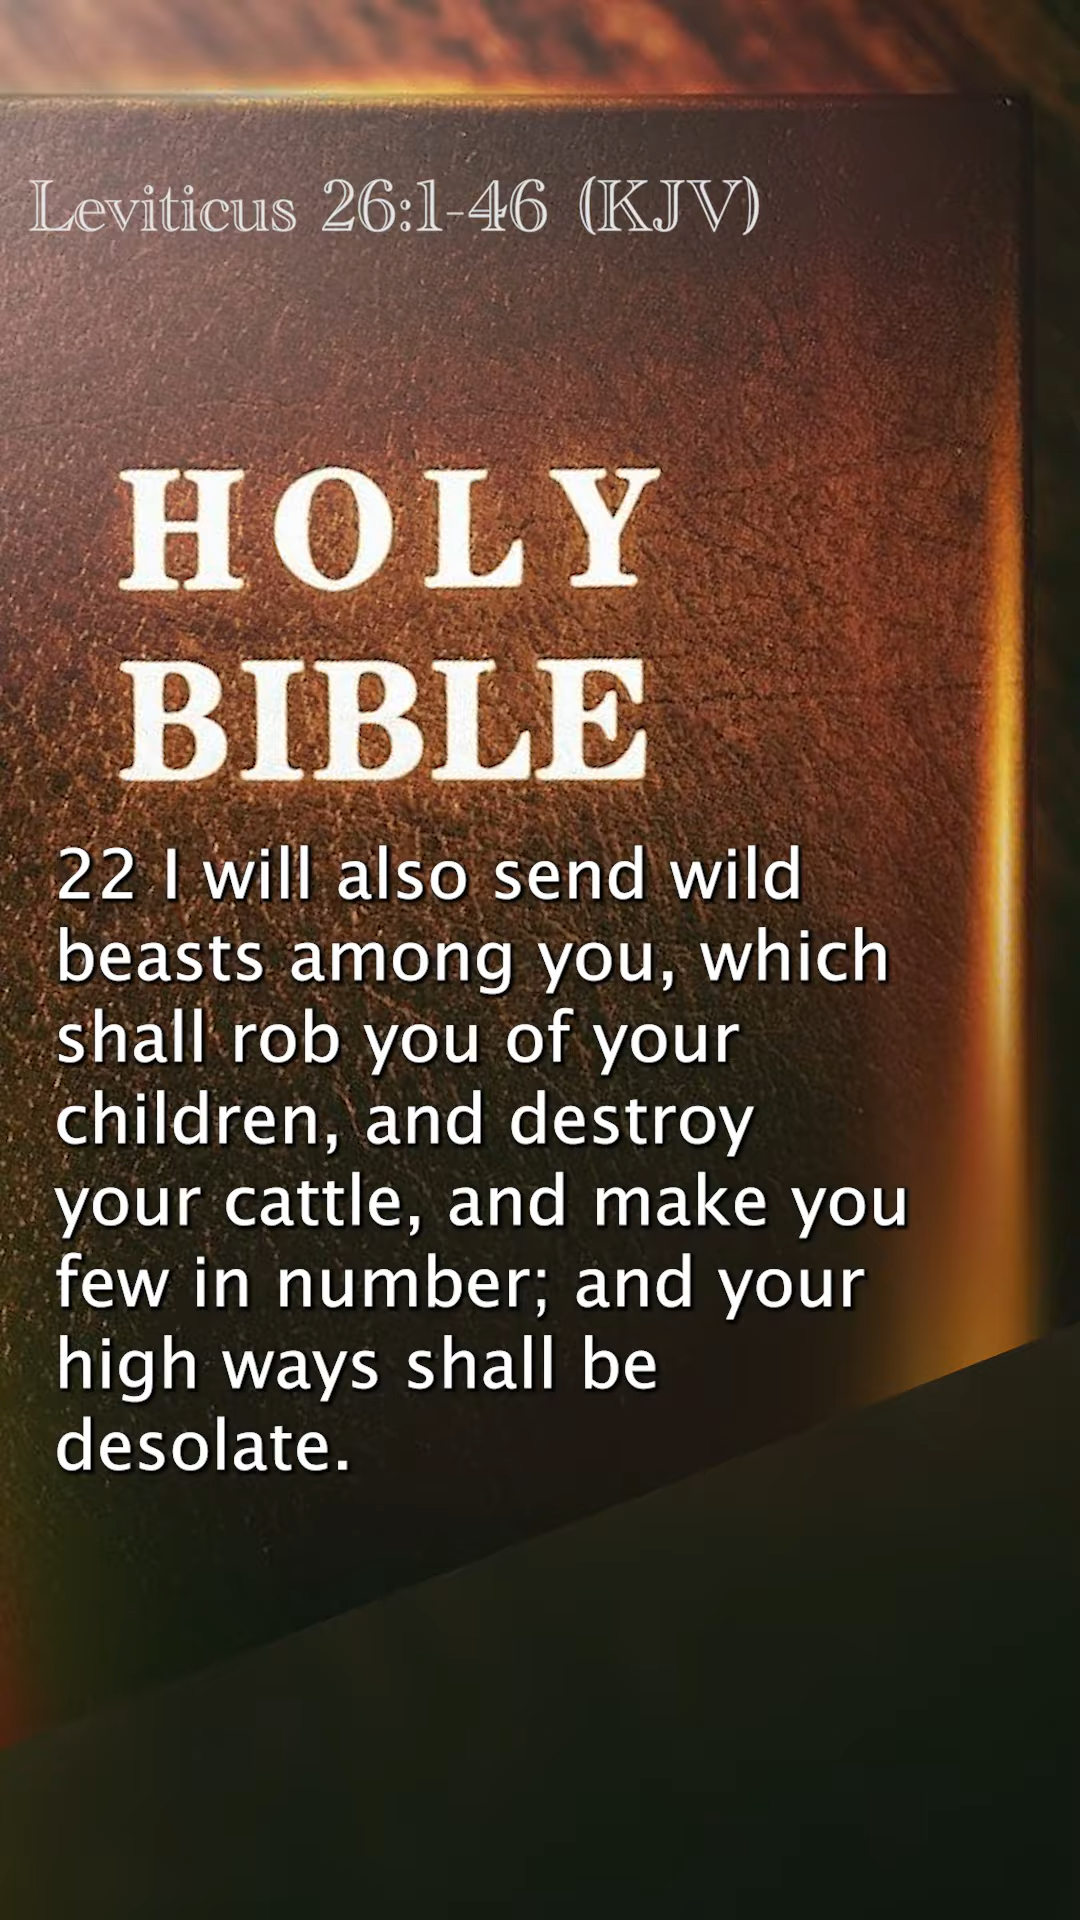 Leviticus 26:1-46 (KJV)
HOLY
BIBLE
22 I will also send wild
beasts among you, which
shall rob you of your
children, and destroy
your cattle, and make you
few in number; and your
high ways shall be
desolate.